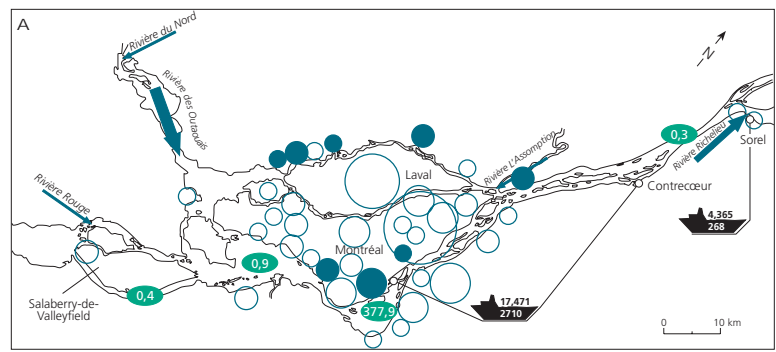 A
Rivière du Nord
Rivière des Outaouais
N
0,3
Rivière Richelieu
Sorel
Rivière L'Assomption
Laval
Contrecœur
Rivière Rouge
4,365
268
Montréal
0,9
0,4
Salaberry-de-
Valleyfield
377,9
17,471
2710
0
10 km